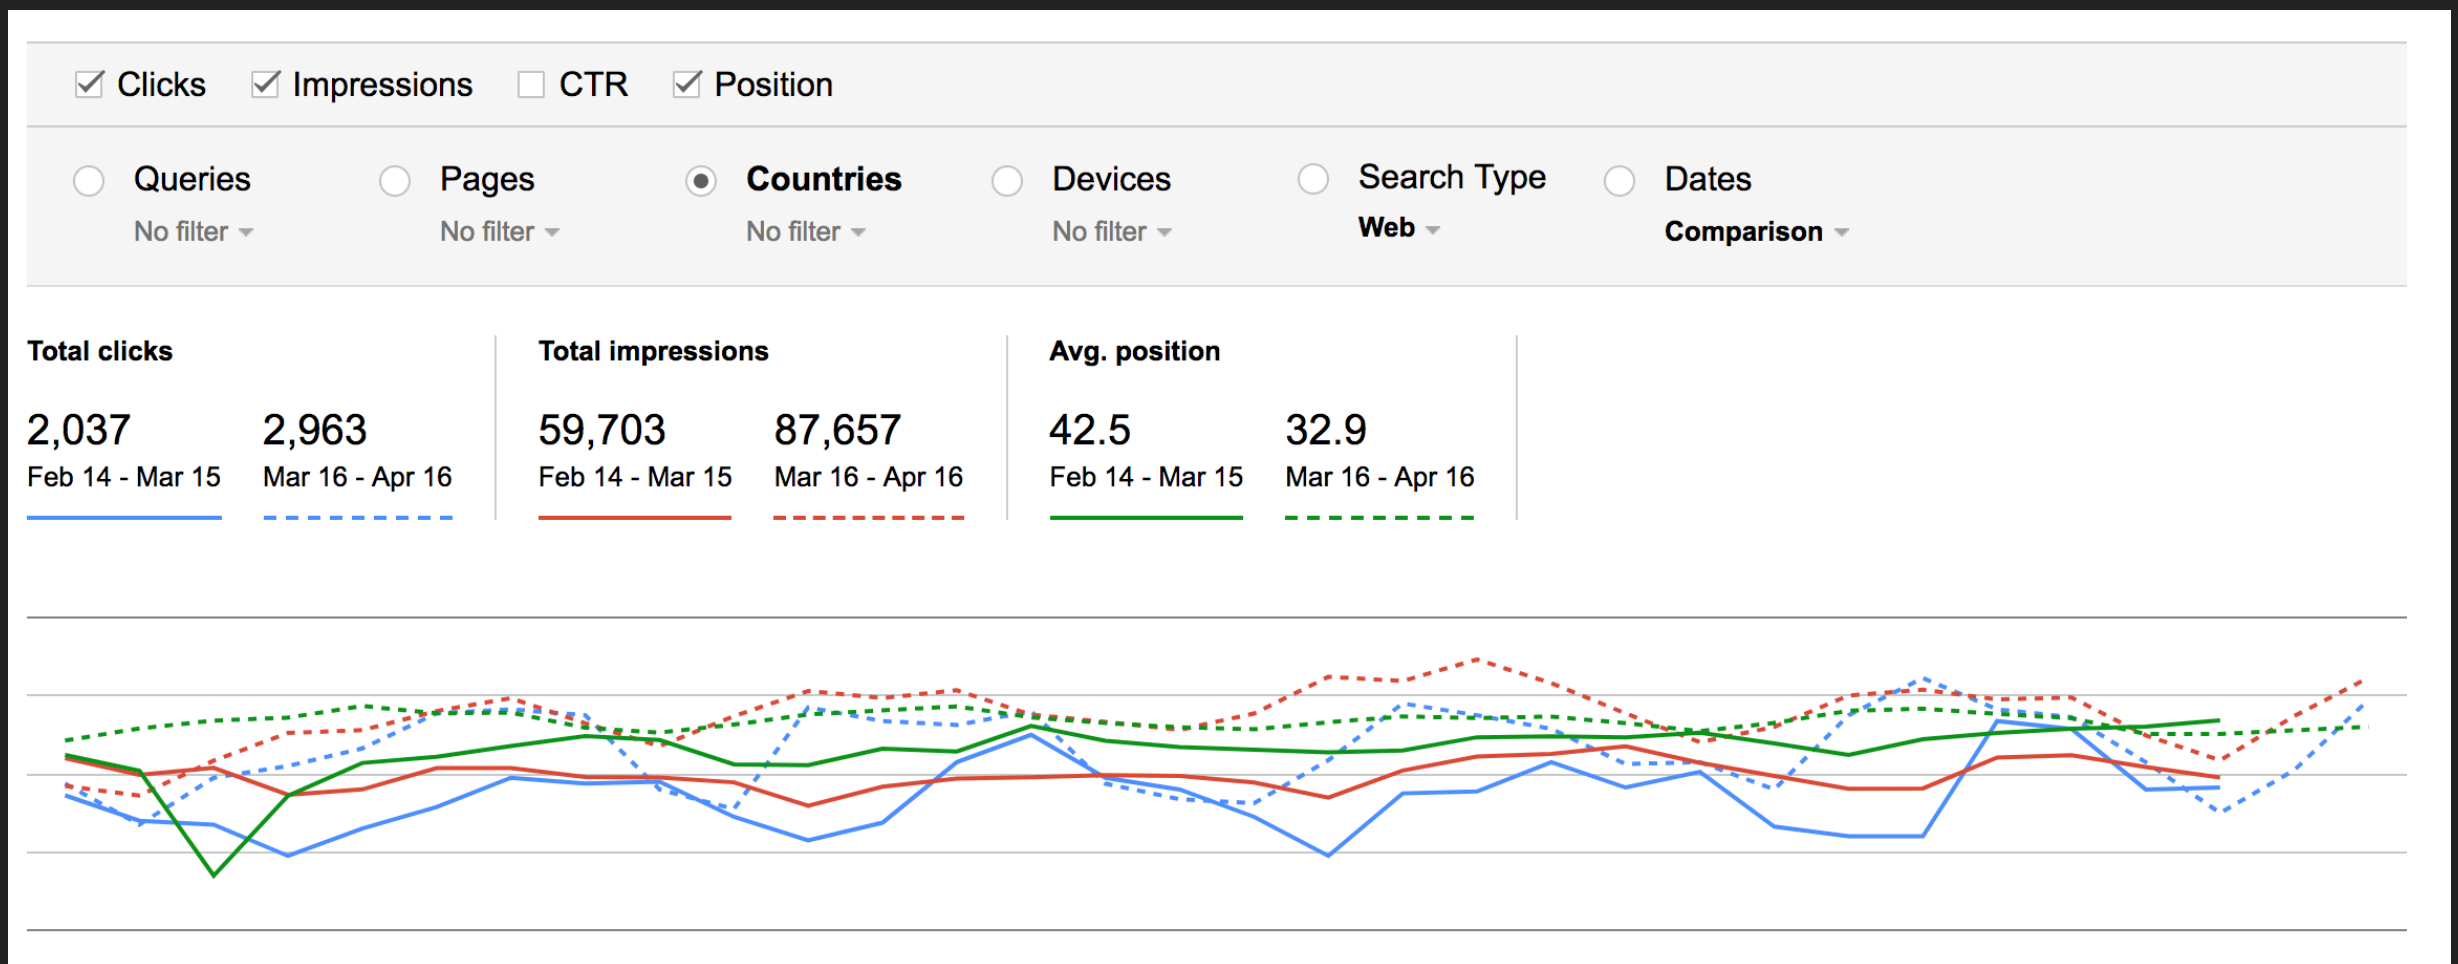 Clicks Impressions CTR Position
Queries Pages Countries Devices Search Type Dates
No filter No filter No filter No filter Web Comparison
Total clicks Total impressions Avg. position
2,037 2,963 59,703 87,657 42.5 32.9
Feb 14 - Mar 15 Mar 16 - Apr 16 Feb 14 - Mar 15 Mar 16 - Apr 16 Feb 14 - Mar 15 Mar 16 - Apr 16